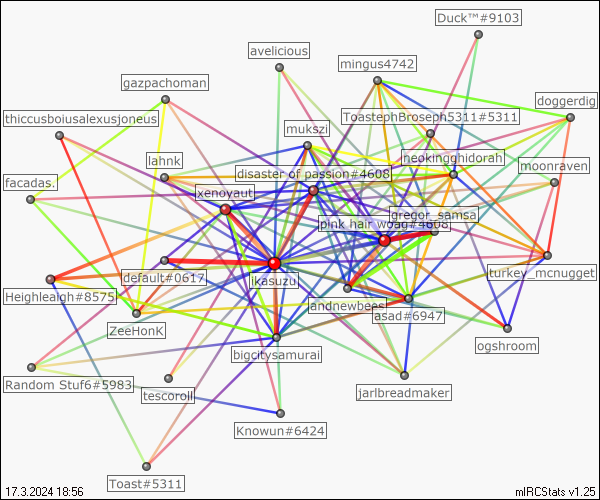 Duck™#9103
avelicious
mingus4742
gazpachoman
doggerdig
thiccusboiusalexusjoneus
ToastephBroseph5311#5311
mukszi
lahnk
neokingghidorah
disaster of passion#4608
moonraven
facadas.
xenoyaut
gregor_samsa
pink hair woag#4608
default#0617
turkey_mcnugget
ikasuzu
Heighleaigh#8575
andnewbees
asad#6947
ZeeHonK
ogshroom
bigcitysamurai
Random Stuf6#5983
tescoroll
jarlbreadmaker
Knowun#6424
Toast#5311
17.3.2024 18:56
mIRCStats v1.25